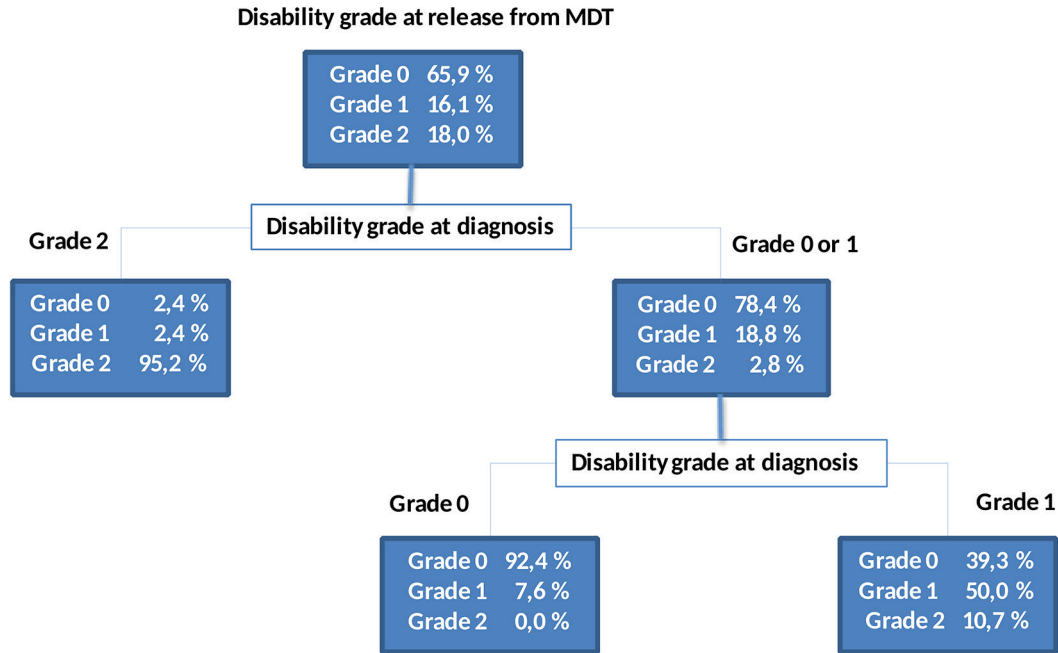 Disability grade at release from MDT
Grade 0 65,9 %
Grade 1 16,1 %
Grade 2 18,0 %
Disability grade at diagnosis
Grade 2
Grade 0 or 1
Grade 0 2,4 %
Grade 1 2,4 %
Grade 2 95,2 %
Grade 0 78,4 %
Grade 1 18,8 %
Grade 2 2,8 %
Disability grade at diagnosis
Grade 0
Grade 1
Grade 0 92,4 %
Grade 1 7,6 %
Grade 2 0,0 %
Grade 0 39,3 %
Grade 1 50,0 %
Grade 2 10,7 %